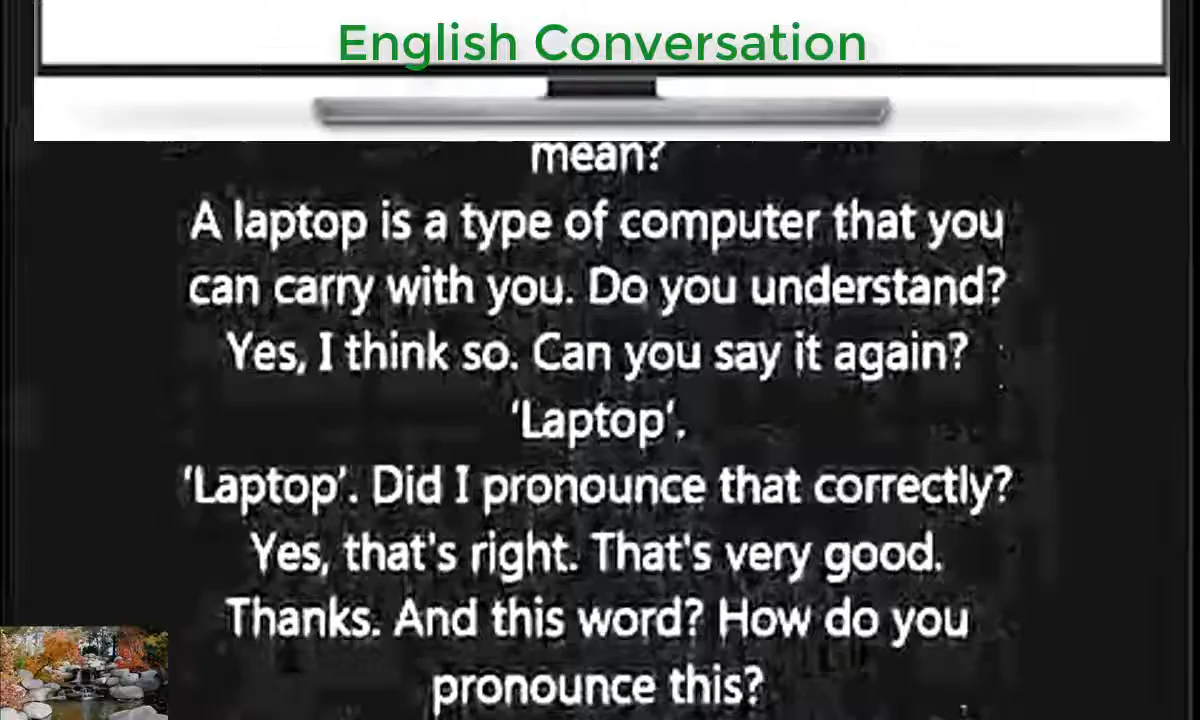 English Conversation
mean?
A laptop is a type of computer that you
can carry with you. Do you understand?
Yes, I think so. Can you say it again?
'Laptop'.
'Laptop'. Did I pronounce that correctly?
Yes, that's right. That's very good.
Thanks. And this word? How do you
pronounce this?